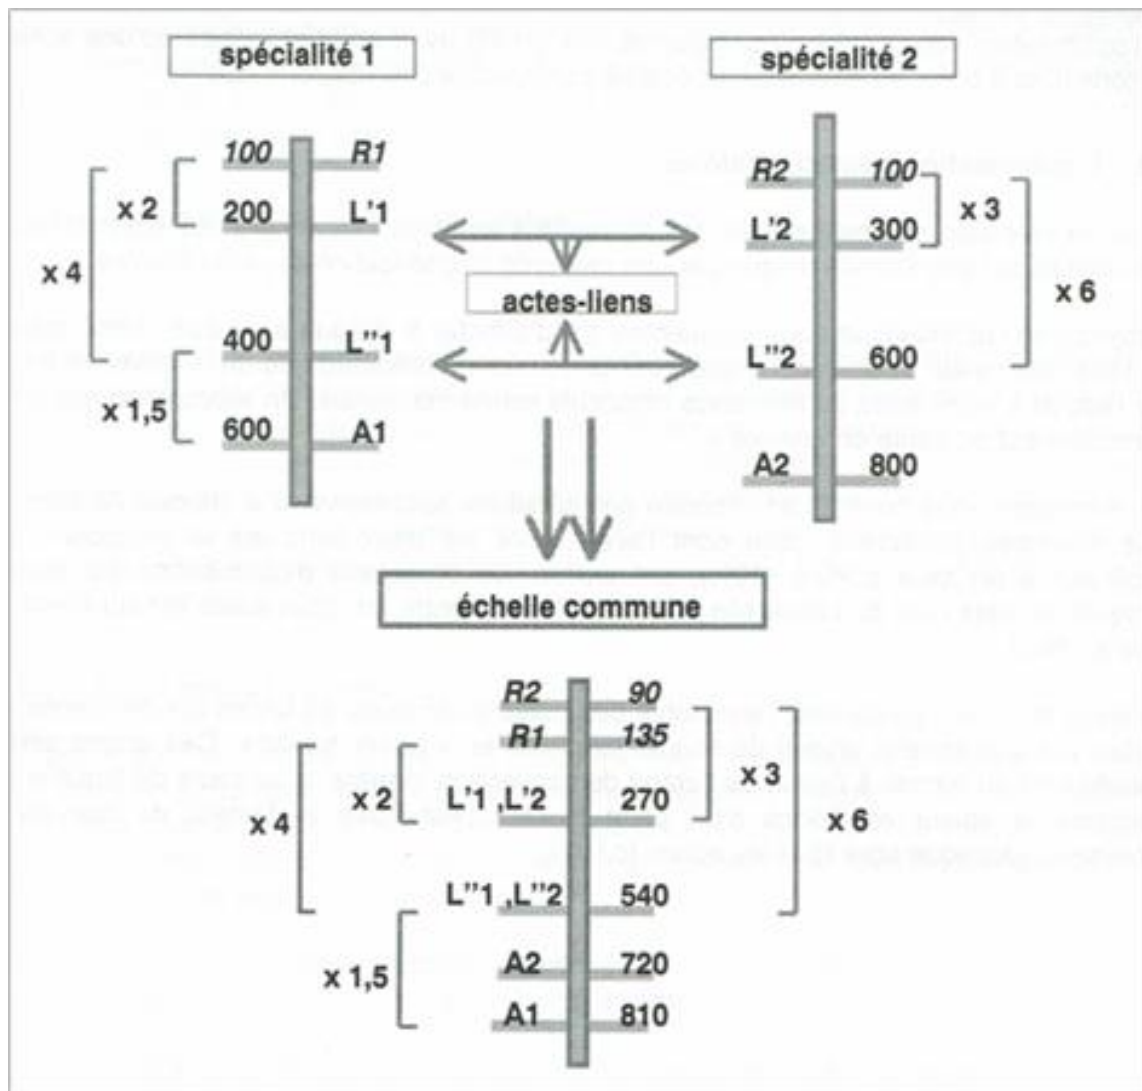 spécialité 1
spécialité 2
100 R1
x 2
200 L'1
x 4
400 L''1
x 1,5
600 A1
R2 100
x 3
L'2 300
x 6
L''2 600
A2 800
actes-liens
échelle commune
R2 90
R1 135
x 3
x 2
L'1 ,L'2 270
x 4
x 6
L''1 ,L''2 540
x 1,5
A2 720
A1 810